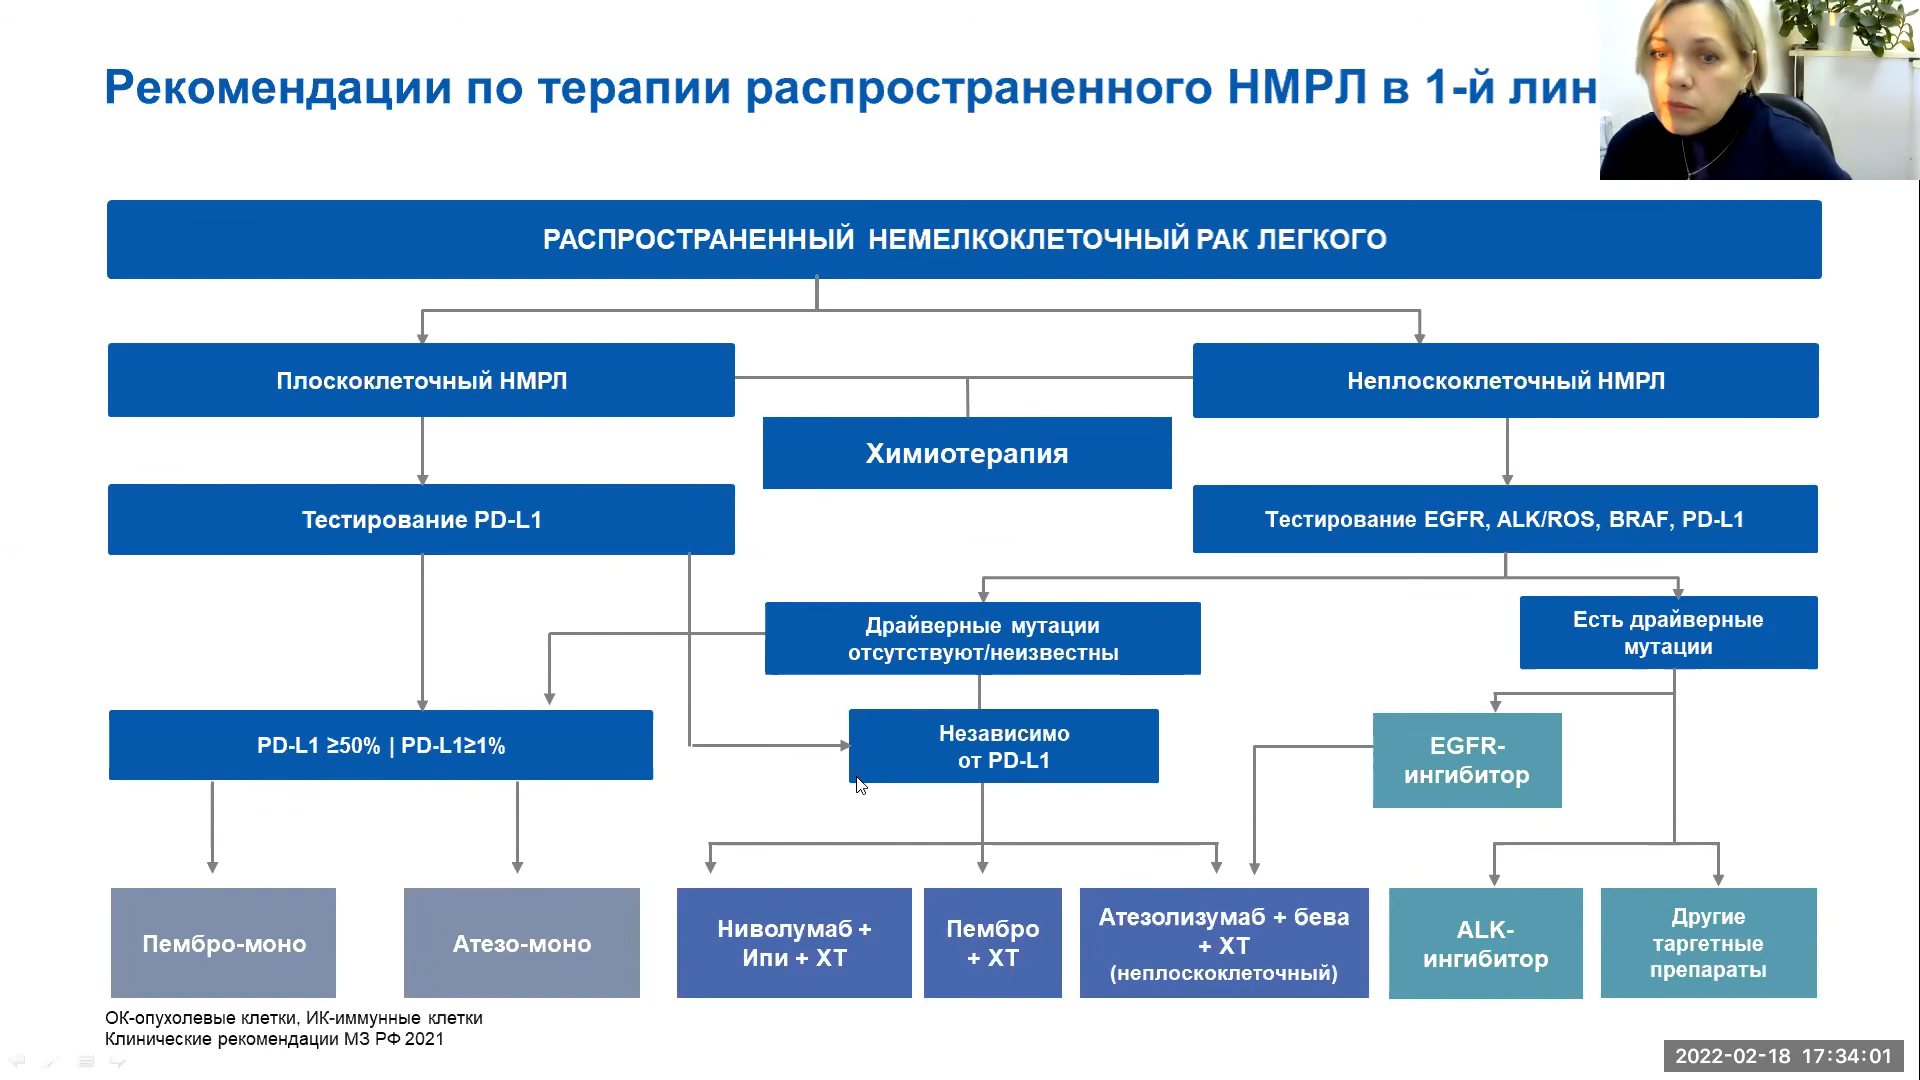 Рекомендации по терапии распространенного НМРЛ в 1-й лин
РАСПРОСТРАНЕННЫЙ НЕМЕЛКОКЛЕТОЧНЫЙ РАК ЛЕГКОГО
Плоскоклеточный НМРЛ
Неплоскоклеточный НМРЛ
Химиотерапия
Тестирование PD-L1
Тестирование EGFR, ALK/ROS, BRAF, PD-L1
Драйверные мутации
отсутствуют/неизвестны
Есть драйверные
мутации
PD-L1 ≥50% | PD-L1≥1%
Независимо
от PD-L1
EGFR-
ингибитор
Пембро-моно
Атезо-моно
Ниволумаб +
Ипи + ХТ
Пембро
+ ХТ
Атезолизумаб + бева
+ ХТ
(неплоскоклеточный)
ALK-
ингибитор
Другие
таргетные
препараты
ОК-опухолевые клетки, ИК-иммунные клетки
Клинические рекомендации МЗ РФ 2021
2022-02-18 17:34:01